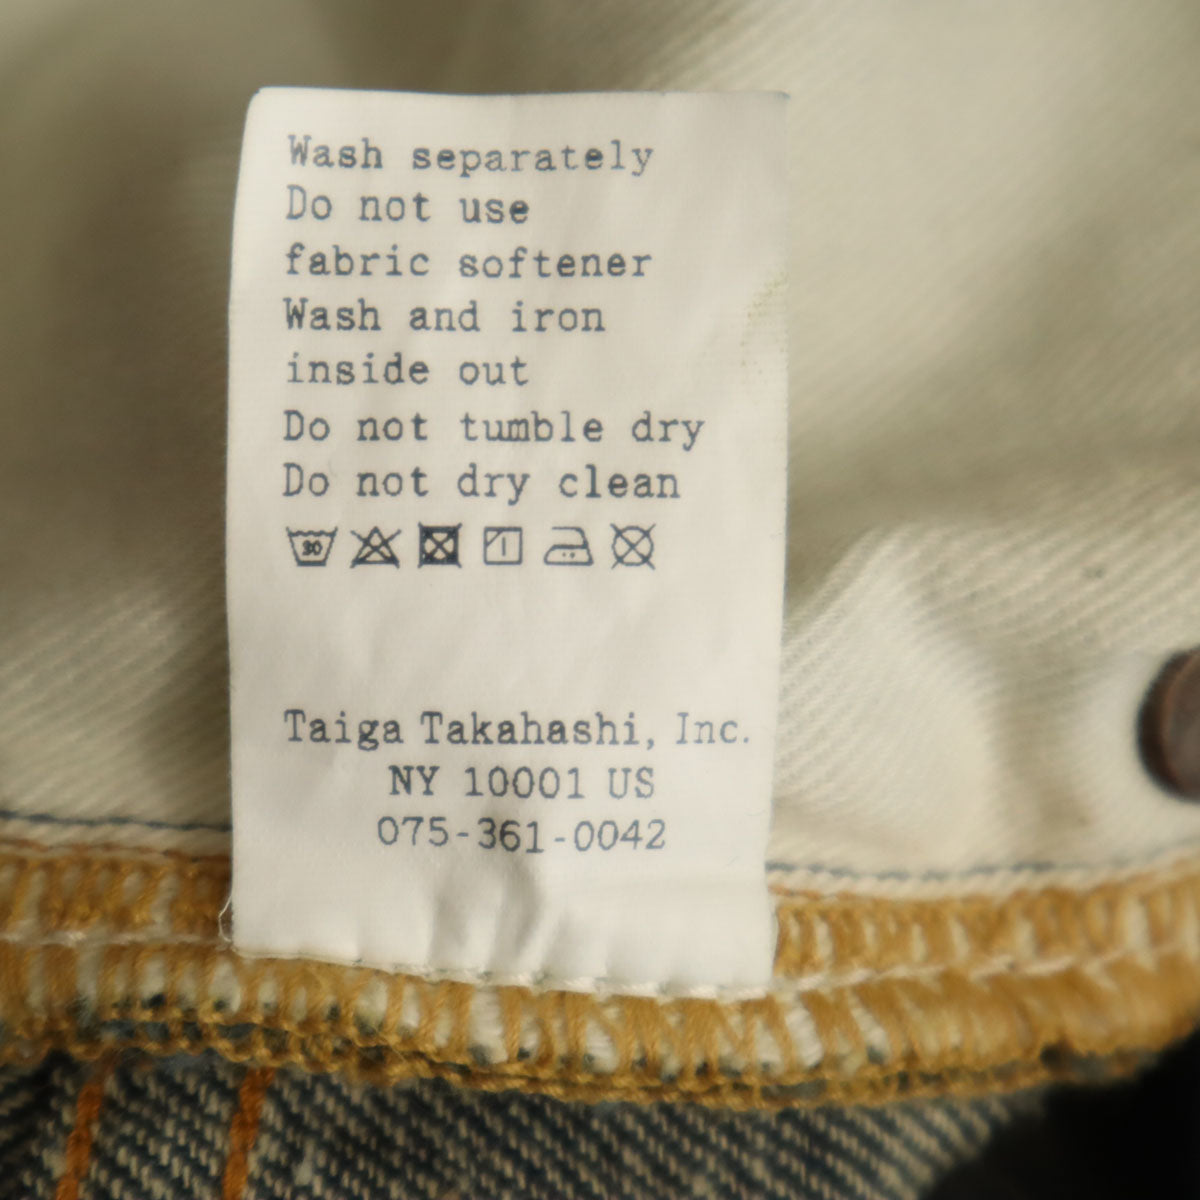 Wash separately
Do not use
fabric softener
Wash and iron
inside out
Do not tumble dry
Do not dry clean
30
Taiga Takahashi, Inc.
NY 10001 US
075-361-0042